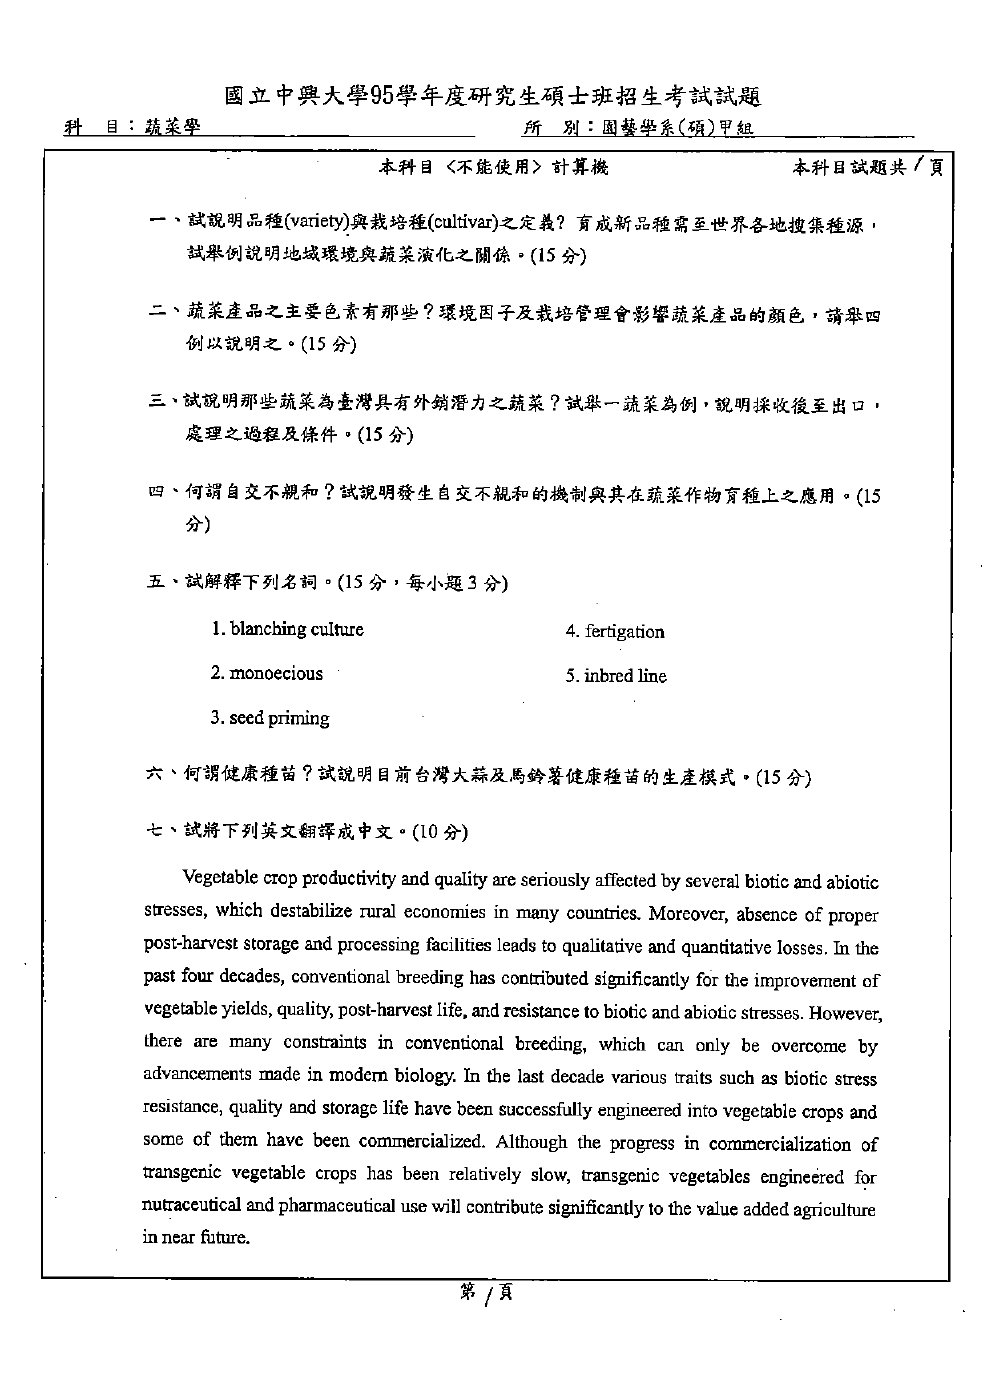 國立中興大學95學年度研究生碩士班招生考試試題
科 目：蔬菜學 所 別：園藝學系(碩)甲組
本科目〈不能使用〉計算機 本科目試題共1頁
一、試說明品種(variety)與栽培種(cultivar)之定義? 育成新品種需至世界各地搜集種源，
試舉例說明地域環境與蔬菜演化之關係。(15 分)
二、蔬菜產品之主要色素有那些？環境因子及栽培管理會影響蔬菜產品的顏色，請舉四
例以說明之。(15 分)
三、試說明那些蔬菜為臺灣具有外銷潛力之蔬菜？試舉一蔬菜為例，說明採收後至出口，
處理之過程及條件。(15 分)
四、何謂自交不親和？試說明發生自交不親和的機制與其在蔬菜作物育種上之應用。(15
分)
五、試解釋下列名詞。(15 分，每小題 3 分)
1. blanching culture 4. fertigation
2. monoecious 5. inbred line
3. seed priming
六、何謂健康種苗？試說明目前台灣大蒜及馬鈴薯健康種苗的生產模式。(15 分)
七、試將下列英文翻譯成中文。(10 分)
Vegetable crop productivity and quality are seriously affected by several biotic and abiotic
stresses, which destabilize rural economies in many countries. Moreover, absence of proper
post-harvest storage and processing facilities leads to qualitative and quantitative losses. In the
past four decades, conventional breeding has contributed significantly for the improvement of
vegetable yields, quality, post-harvest life, and resistance to biotic and abiotic stresses. However,
there are many constraints in conventional breeding, which can only be overcome by
advancements made in modern biology. In the last decade various traits such as biotic stress
resistance, quality and storage life have been successfully engineered into vegetable crops and
some of them have been commercialized. Although the progress in commercialization of
transgenic vegetable crops has been relatively slow, transgenic vegetables engineered for
nutraceutical and pharmaceutical use will contribute significantly to the value added agriculture
in near future.
第 1 頁